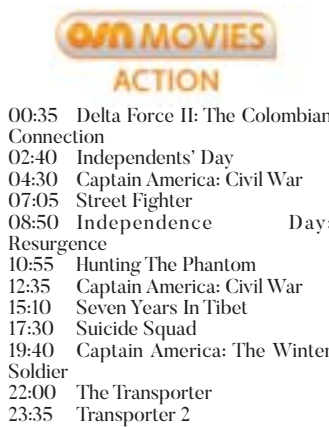 OSN MOVIES
ACTION
00:35 Delta Force II: The Colombian
Connection
02:40 Independents' Day
04:30 Captain America: Civil War
07:05 Street Fighter
08:50 Independence Day:
Resurgence
10:55 Hunting The Phantom
12:35 Captain America: Civil War
15:10 Seven Years In Tibet
17:30 Suicide Squad
19:40 Captain America: The Winter
Soldier
22:00 The Transporter
23:35 Transporter 2